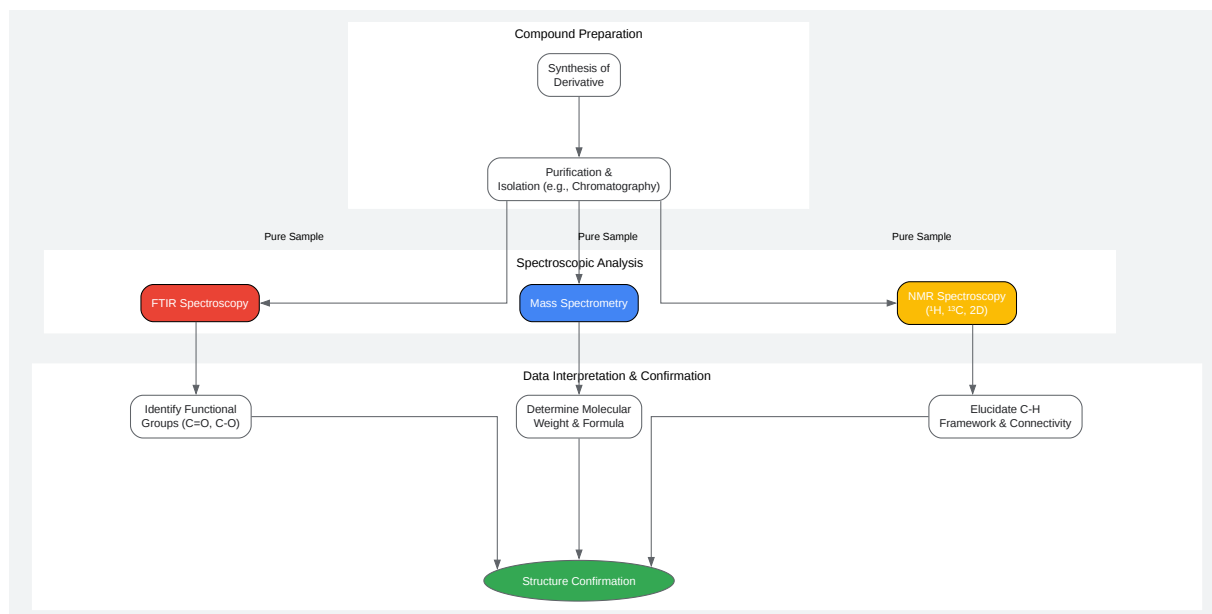 Compound Preparation
Synthesis of
Derivative
Purification &
Isolation (e.g., Chromatography)
Pure Sample
Pure Sample
Pure Sample
Spectroscopic Analysis
FTIR Spectroscopy
Mass Spectrometry
NMR Spectroscopy
(¹H, ¹³C, 2D)
Data Interpretation & Confirmation
Identify Functional
Groups (C=O, C-O)
Determine Molecular
Weight & Formula
Elucidate C-H
Framework & Connectivity
Structure Confirmation